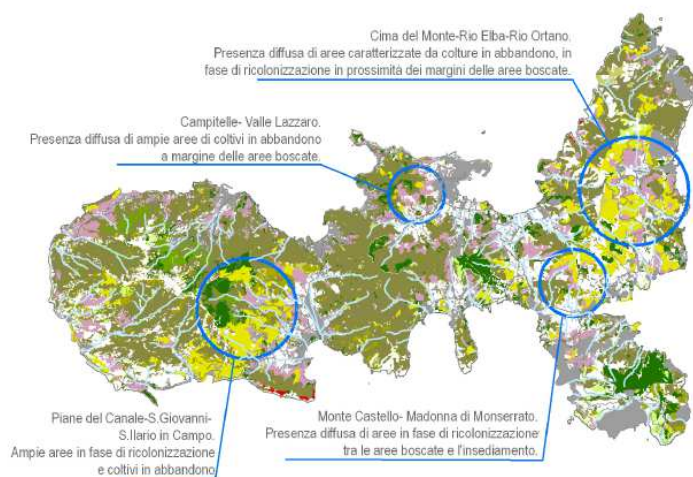 Cima del Monte-Rio Elba-Rio Ortano.
Presenza diffusa di aree caratterizzate da colture in abbandono, in
fase di ricolonizzazione in prossimità dei margini delle aree boscate.
Campitelle- Valle Lazzaro.
Presenza diffusa di ampie aree di coltivi in abbandono
a margine delle aree boscate.
Piane del Canale-S.Giovanni-
S.Ilario in Campo.
Ampie aree in fase di ricolonizzazione
e coltivi in abbandono
Monte Castello- Madonna di Monserrato.
Presenza diffusa di aree in fase di ricolonizzazione
tra le aree boscate e l'insediamento.